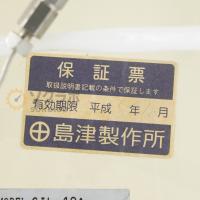 保証票
取扱説明書記載の条件で保証します
有効期限 平成 年 月
島津製作所